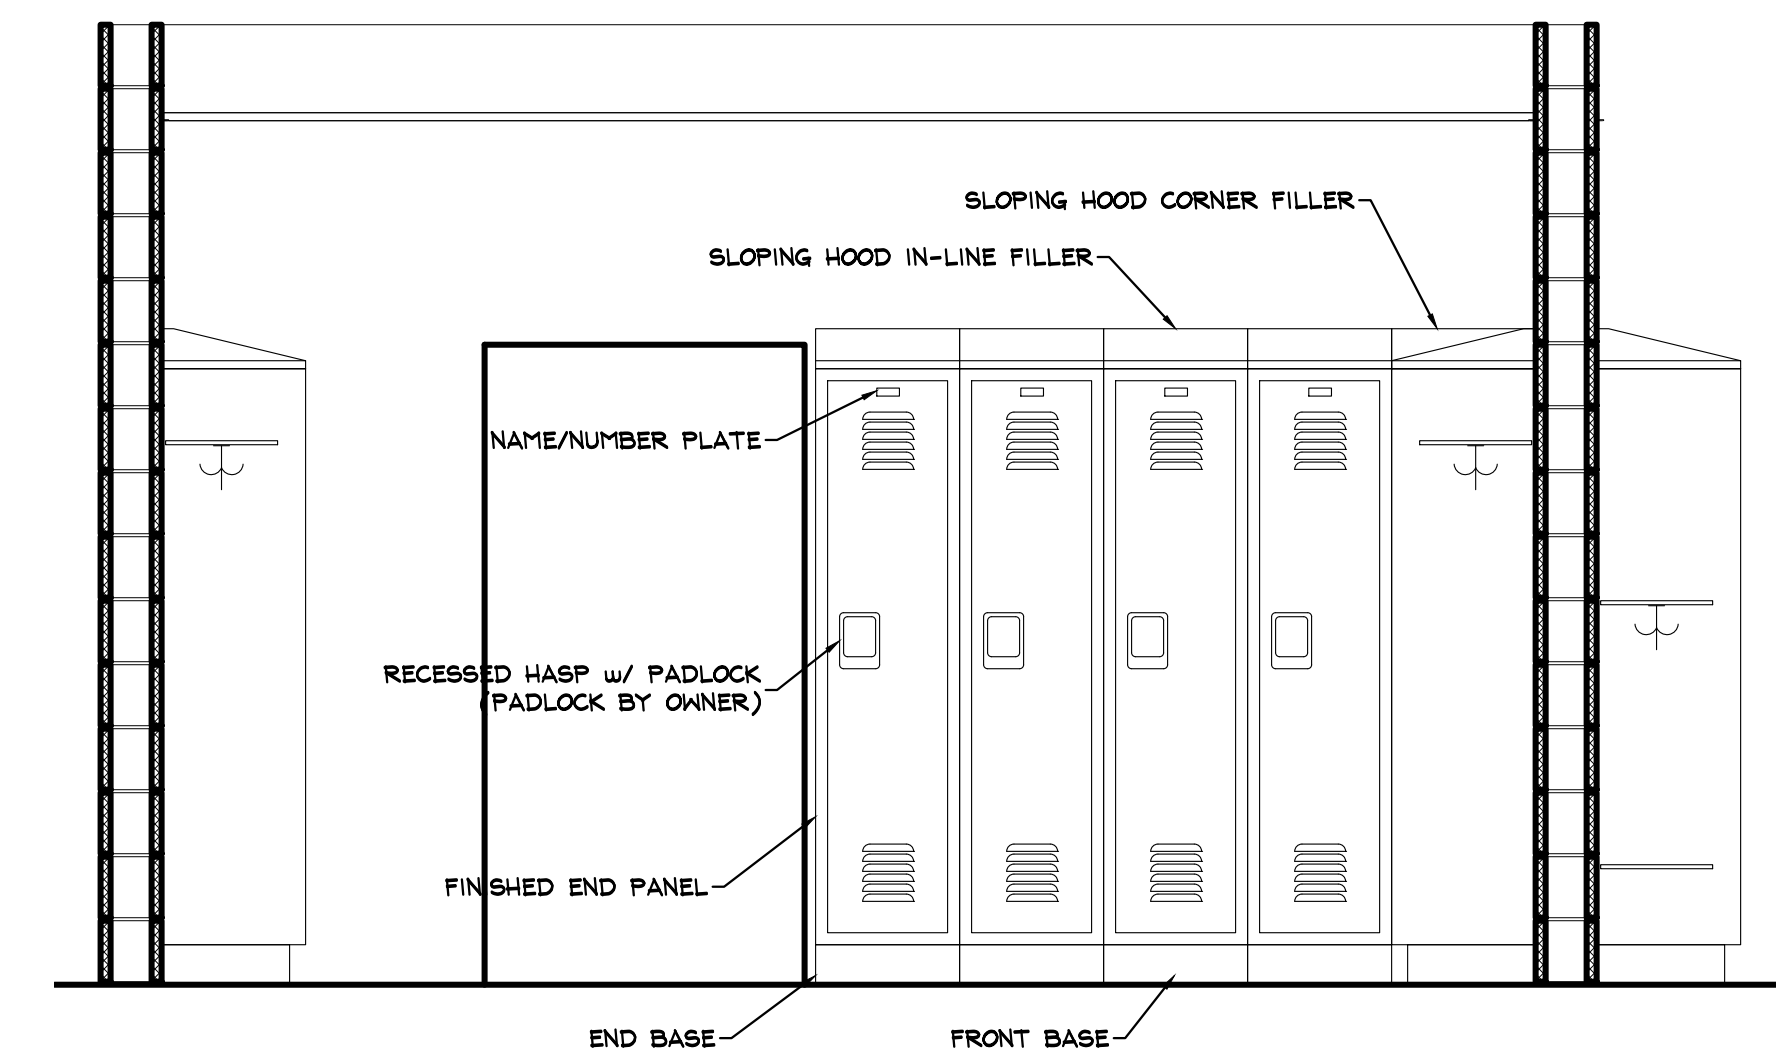 SLOPING HOOD CORNER FILLER
SLOPING HOOD IN-LINE FILLER
NAME/NUMBER PLATE
RECESSED HASP w/ PADLOCK
(PADLOCK BY OWNER)
FINISHED END PANEL
END BASE
FRONT BASE